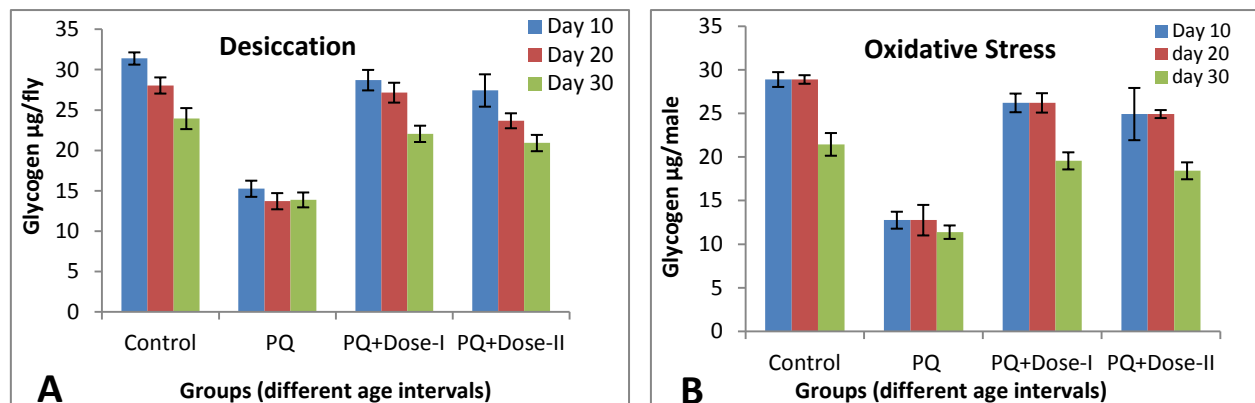 Desiccation
Day 10
Day 20
Day 30
Glycogen µg/fly
35
30
25
20
15
10
5
0
Control PQ PQ+Dose-I PQ+Dose-II
A
Groups (different age intervals)
Oxidative Stress
Day 10
day 20
day 30
Glycogen µg/male
35
30
25
20
15
10
5
0
Control PQ PQ+Dose-I PQ+Dose-II
B
Groups (different age intervals)